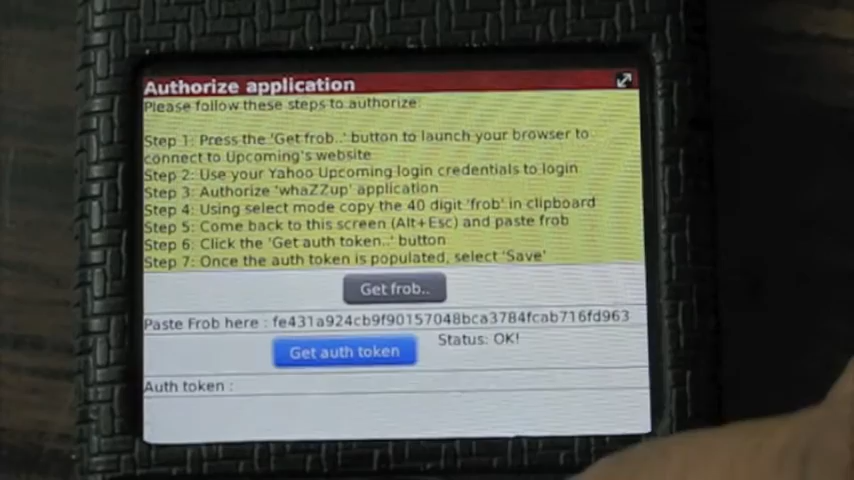 Authorize application
Please follow these steps to authorize:
Step 1: Press the 'Get frob..' button to launch your browser to
connect to Upcoming's website
Step 2: Use your Yahoo Upcoming login credentials to login
Step 3: Authorize 'whaZZup' application
Step 4: Using select mode copy the 40 digit 'frob' in clipboard
Step 5: Come back to this screen (Alt+Esc) and paste frob
Step 6: Click the 'Get auth token..' button
Step 7: Once the auth token is populated, select 'Save'
Get frob..
Paste Frob here : fe431a924cb9f90157048bca3784fcab716fd963
Get auth token
Status: OK!
Auth token :